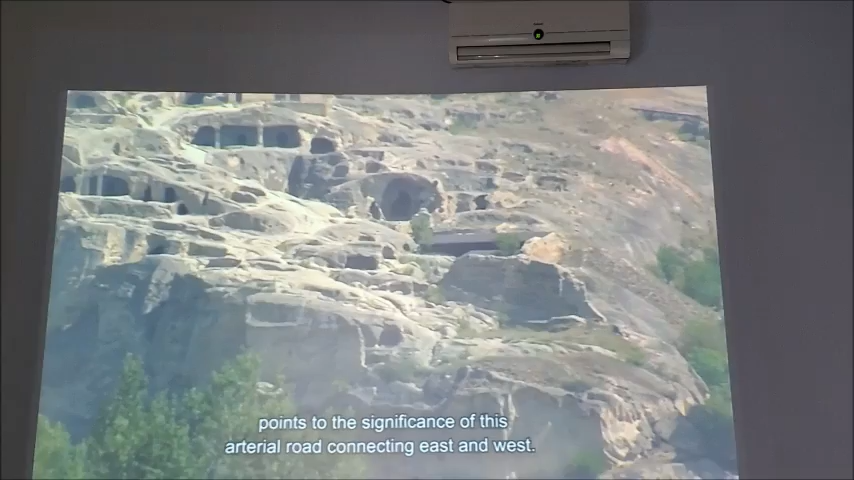 points to the significance of this
arterial road connecting east and west.